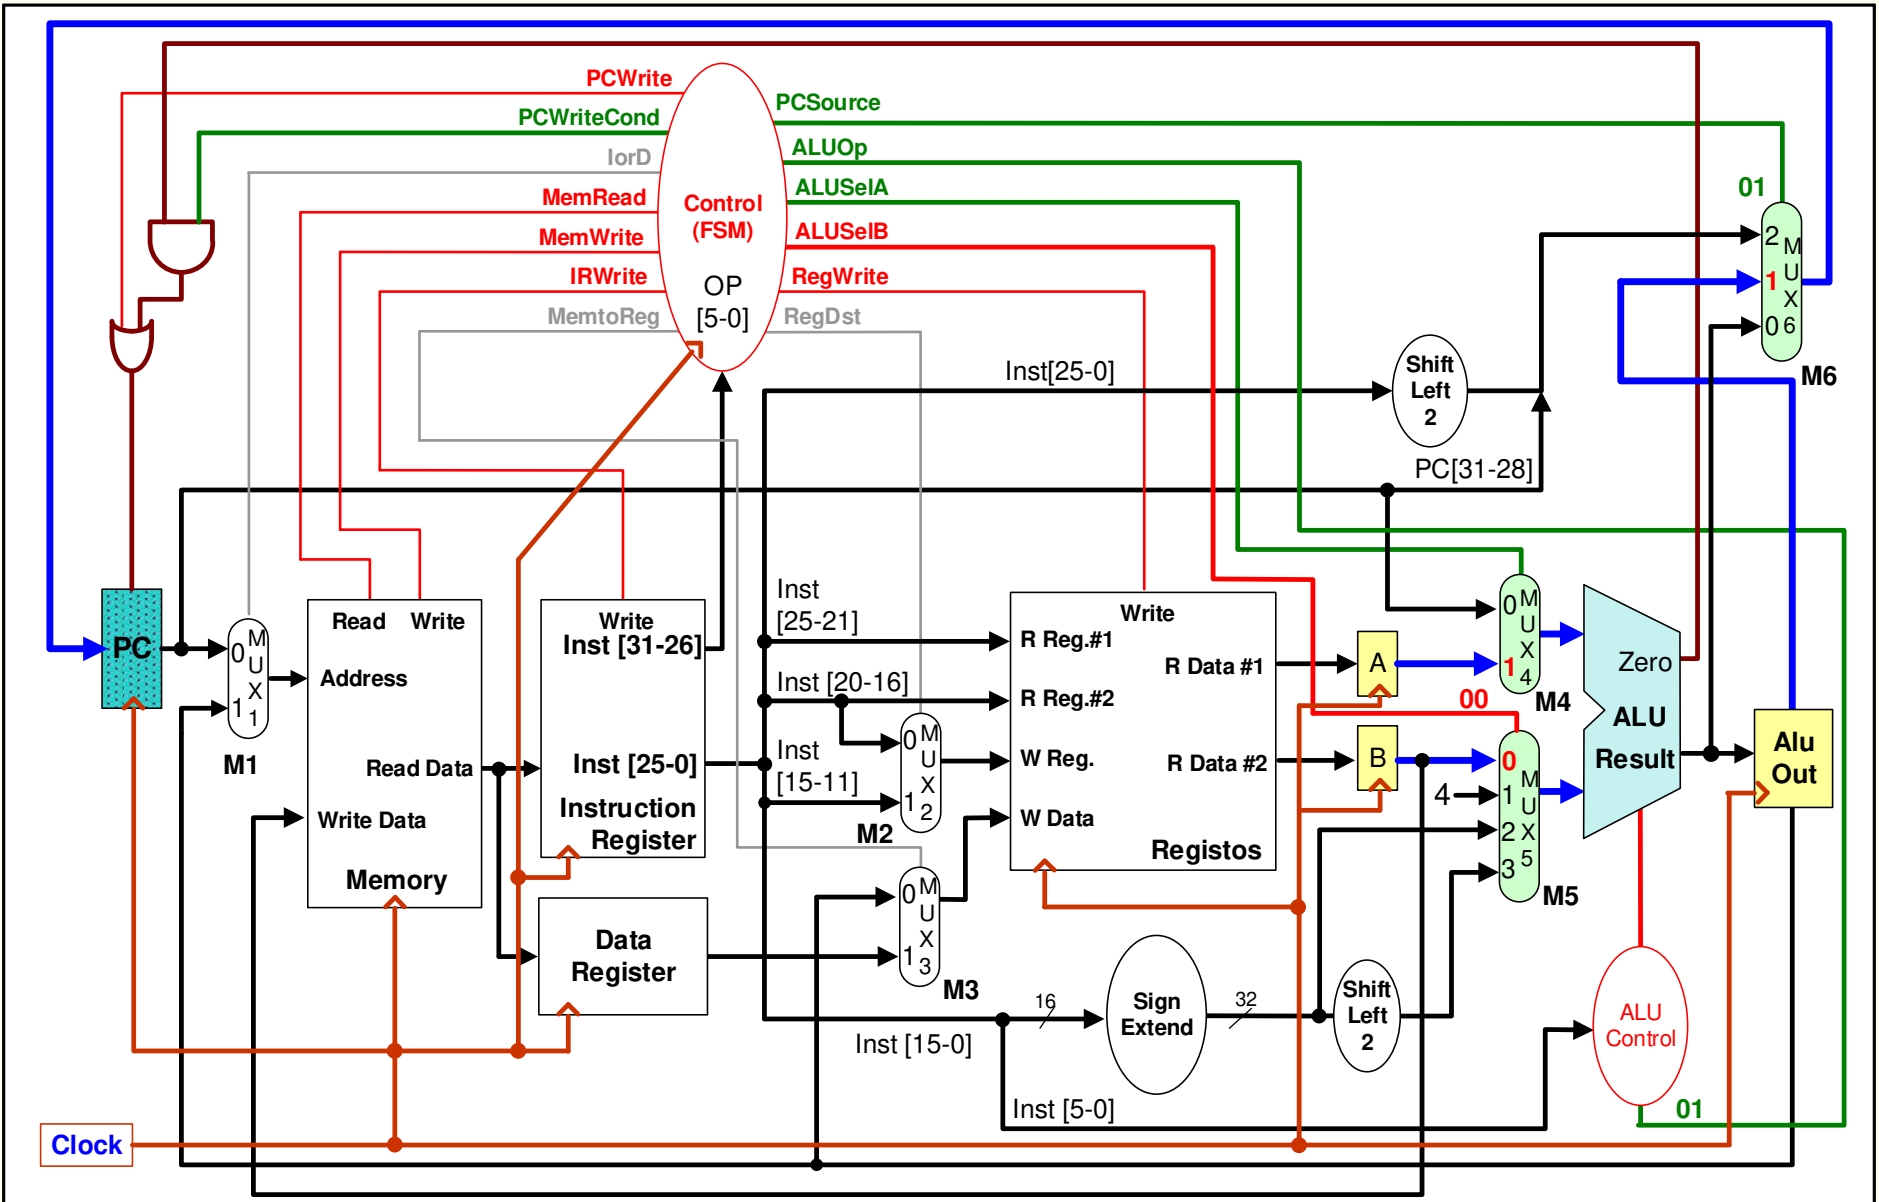 PCWrite
PCSource
PCWriteCond
ALUOp
IorD
ALUSelA
01
MemRead
Control
(FSM)
ALUSelB
MemWrite
2
M
U
X
6
1
0
M6
IRWrite
OP
[5-0]
RegWrite
MemtoReg
RegDst
Inst[25-0]
Shift
Left
2
PC[31-28]
PC
0
M
U
X
1
1
M1
Read
Write
Address
Read Data
Write Data
Memory
Write
Inst [31-26]
Inst [25-0]
Instruction
Register
Data
Register
Inst
[25-21]
Inst [20-16]
Inst
[15-11]
0
M
U
X
2
1
M2
0
M
U
X
3
1
M3
Write
R Reg.#1
R Data #1
R Reg.#2
W Reg.
R Data #2
W Data
Registos
A
B
00
0
M
U
X
4
1
M4
0
4
1
M
U
X
5
2
3
M5
Zero
ALU
Result
Alu
Out
Inst [15-0]
16
Sign
Extend
32
Shift
Left
2
ALU
Control
Inst [5-0]
01
Clock